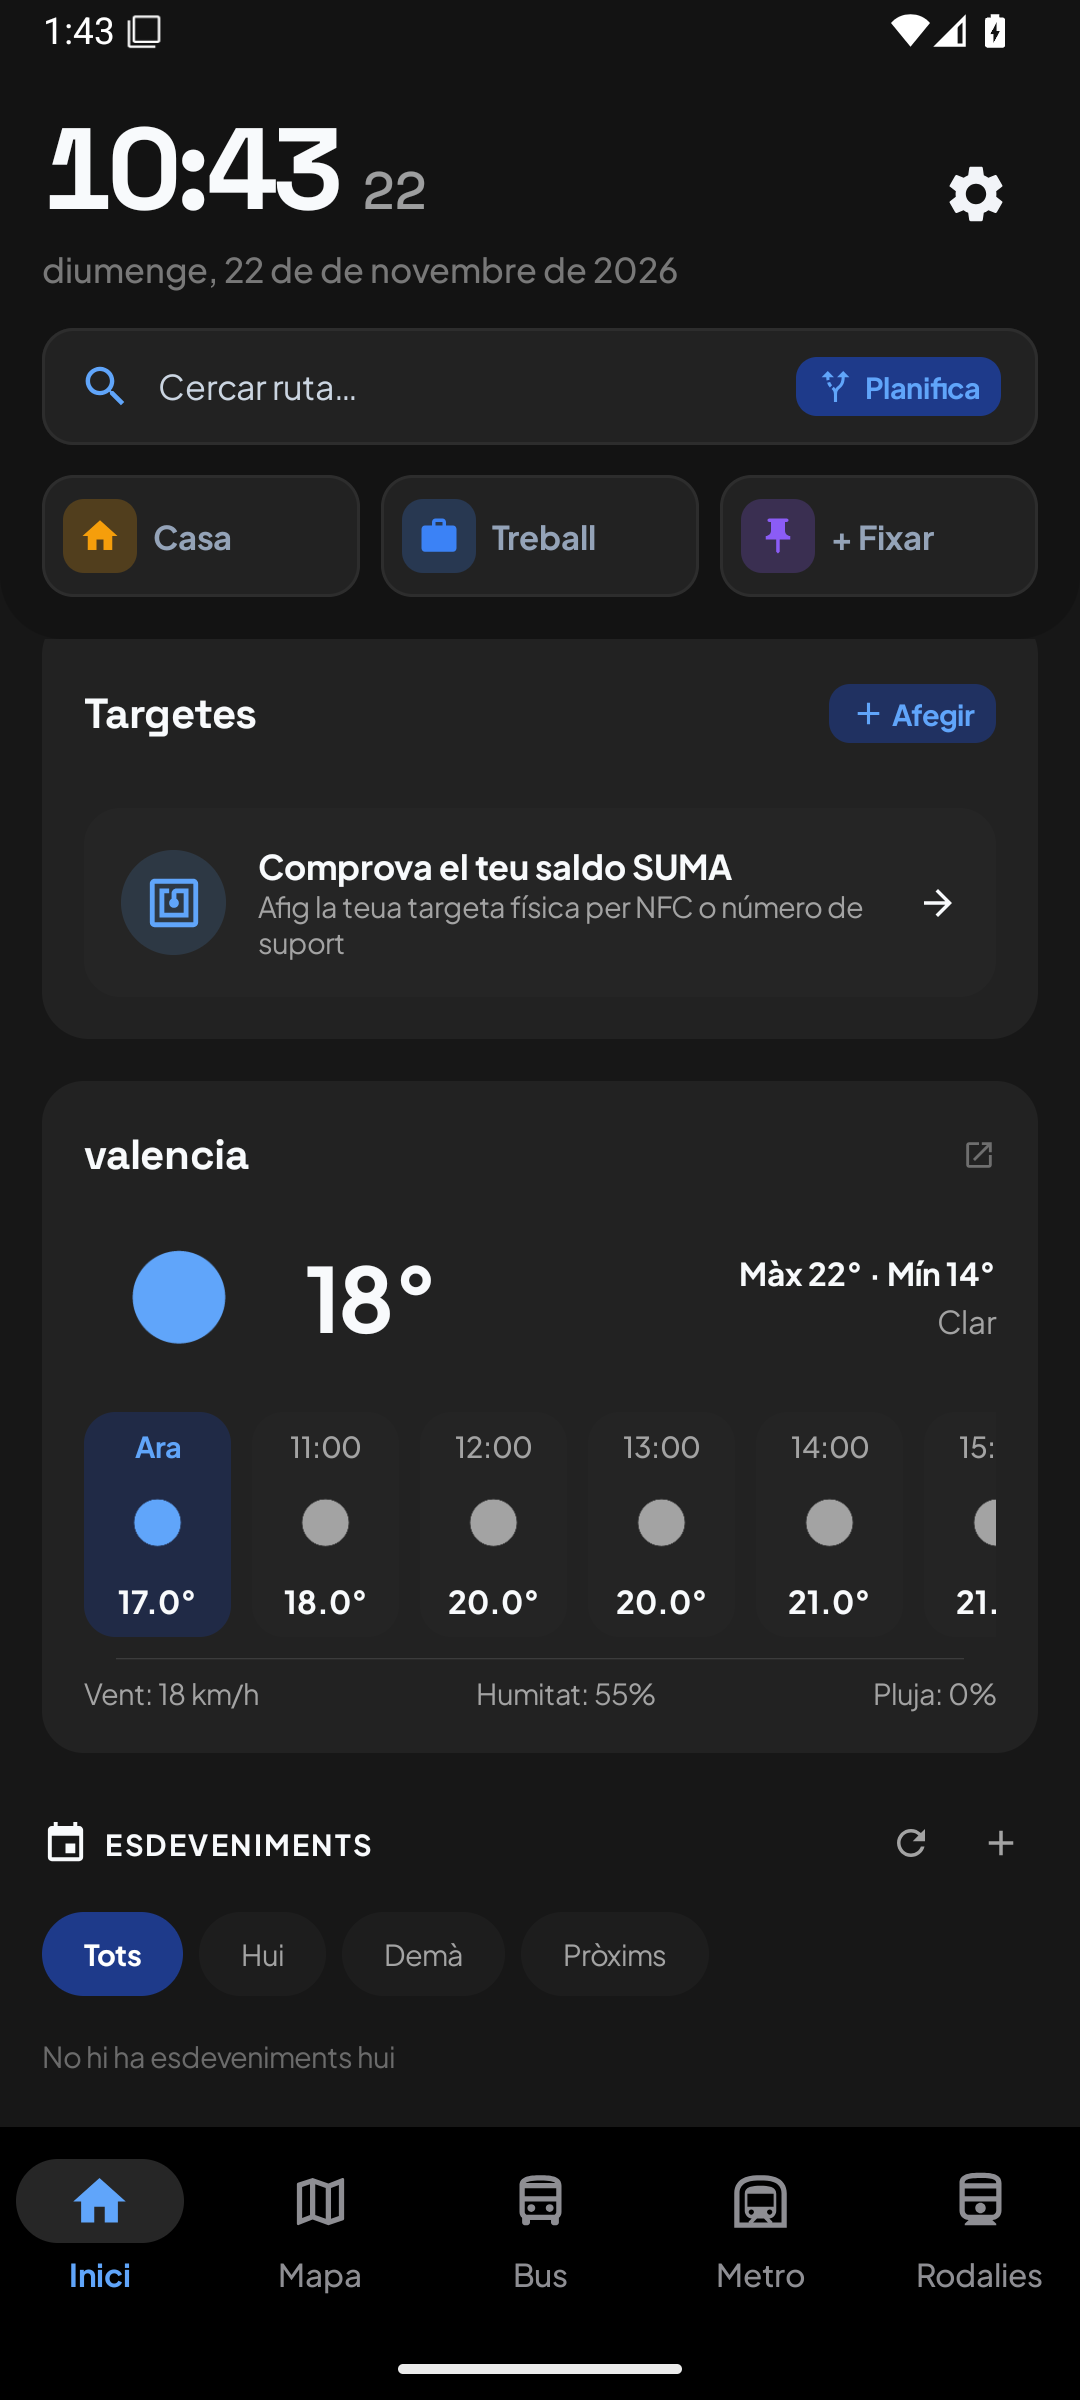 1:43
10:43 22
diumenge, 22 de de novembre de 2026
Cercar ruta...
Planifica
Casa
Treball
+ Fixar
Targetes
+ Afegir
Comprova el teu saldo SUMA
Afig la teua targeta física per NFC o número de
suport
valencia
18°
Màx 22° · Mín 14°
Clar
Ara 11:00 12:00 13:00 14:00 15:
17.0° 18.0° 20.0° 20.0° 21.0° 21.
Vent: 18 km/h Humitat: 55% Pluja: 0%
ESDEVENIMENTS
Tots Hui Demà Pròxims
No hi ha esdeveniments hui
Inici Mapa Bus Metro Rodalies